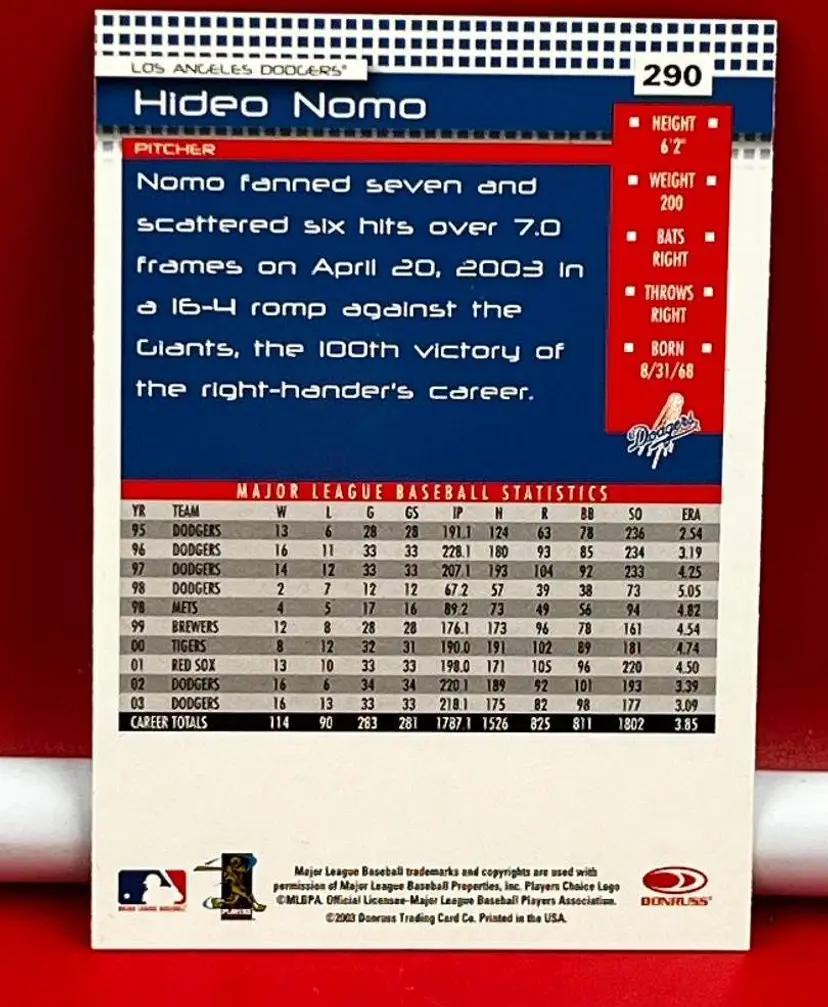 LOS ANGELES DODGERS®
290
Hideo Nomo
PITCHER
HEIGHT
6'2"
WEIGHT
200
BATS
RIGHT
THROWS
RIGHT
BORN
8/31/68
Dodgers
Nomo fanned seven and
scattered six hits over 7.0
frames on April 20, 2003 in
a 16-4 romp against the
Giants, the 100th victory of
the right-hander's career.
MAJOR LEAGUE BASEBALL STATISTICS
YR TEAM W L G GS IP H R BB SO ERA
95 DODGERS 13 6 28 28 191.1 124 63 78 236 2.54
96 DODGERS 16 11 33 33 228.1 180 93 85 234 3.19
97 DODGERS 14 12 33 33 207.1 193 104 92 233 4.25
98 DODGERS 2 7 12 12 67.2 57 39 38 73 5.05
98 METS 4 5 17 16 89.2 73 49 56 94 4.82
99 BREWERS 12 8 28 28 176.1 173 96 78 161 4.54
00 TIGERS 8 12 32 31 190.0 191 102 89 181 4.74
01 RED SOX 13 10 33 33 198.0 171 105 96 220 4.50
02 DODGERS 16 6 34 34 220.1 189 92 101 193 3.39
03 DODGERS 16 13 33 33 218.1 175 82 98 177 3.09
CAREER TOTALS 114 90 283 281 1787.1 1526 825 811 1802 3.85
Major League Baseball trademarks and copyrights are used with
permission of Major League Baseball Properties, Inc. Players Choice Logo
©MLBPA. Official Licensee-Major League Baseball Players Association.
©2003 Donruss Trading Card Co. Printed in the USA.
MAJOR LEAGUE BASEBALL
PLAYERS
DONRUSS®